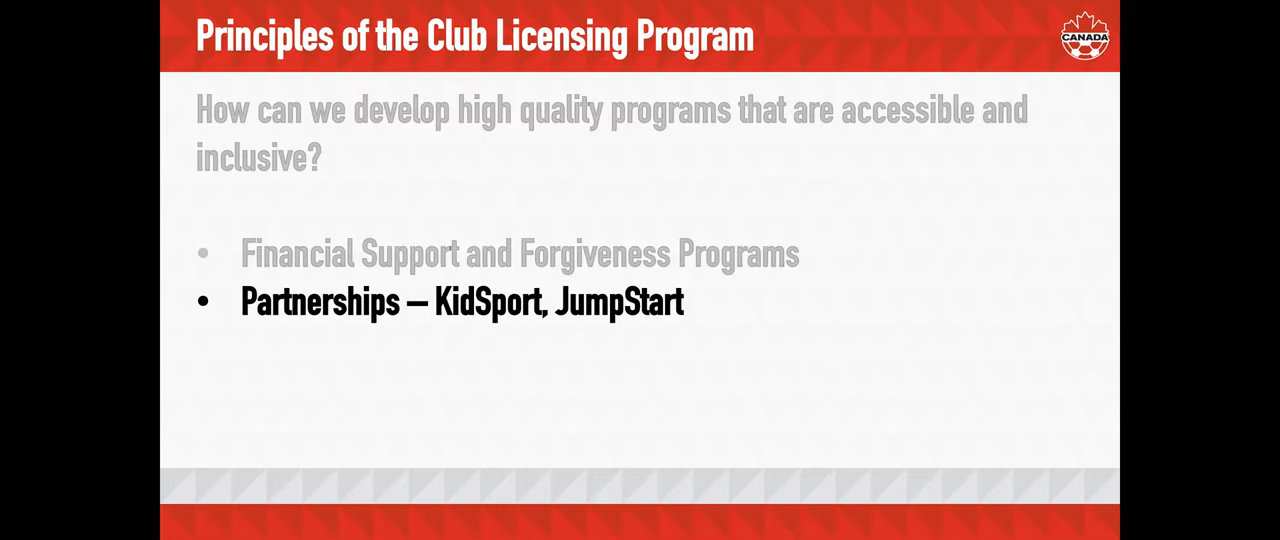 Principles of the Club Licensing Program
CANADA
How can we develop high quality programs that are accessible and
inclusive?
• Financial Support and Forgiveness Programs
• Partnerships – KidSport, JumpStart